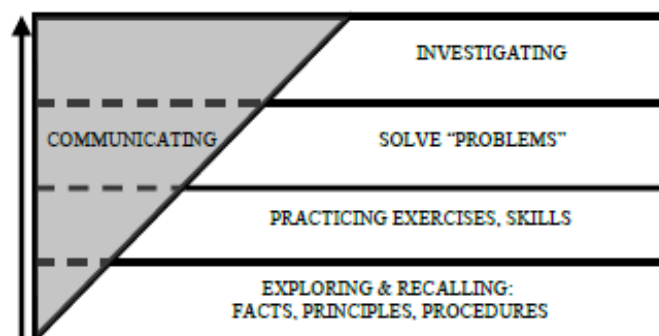 INVESTIGATING
COMMUNICATING
SOLVE “PROBLEMS”
PRACTICING EXERCISES, SKILLS
EXPLORING & RECALLING:
FACTS, PRINCIPLES, PROCEDURES